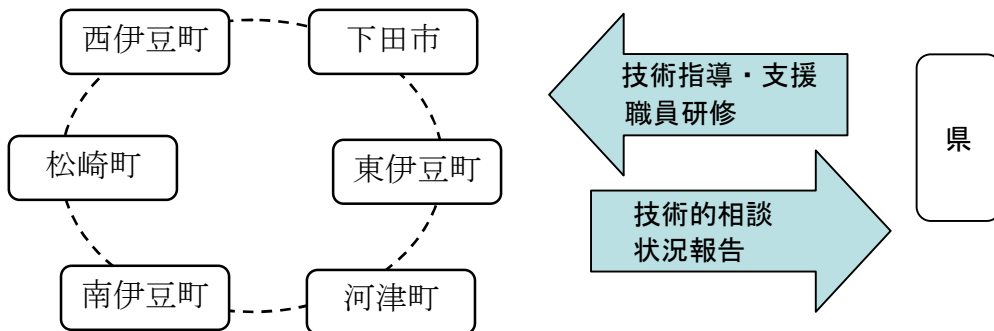 西伊豆町
下田市
松崎町
東伊豆町
南伊豆町
河津町
技術指導・支援
職員研修
技術的相談
状況報告
県